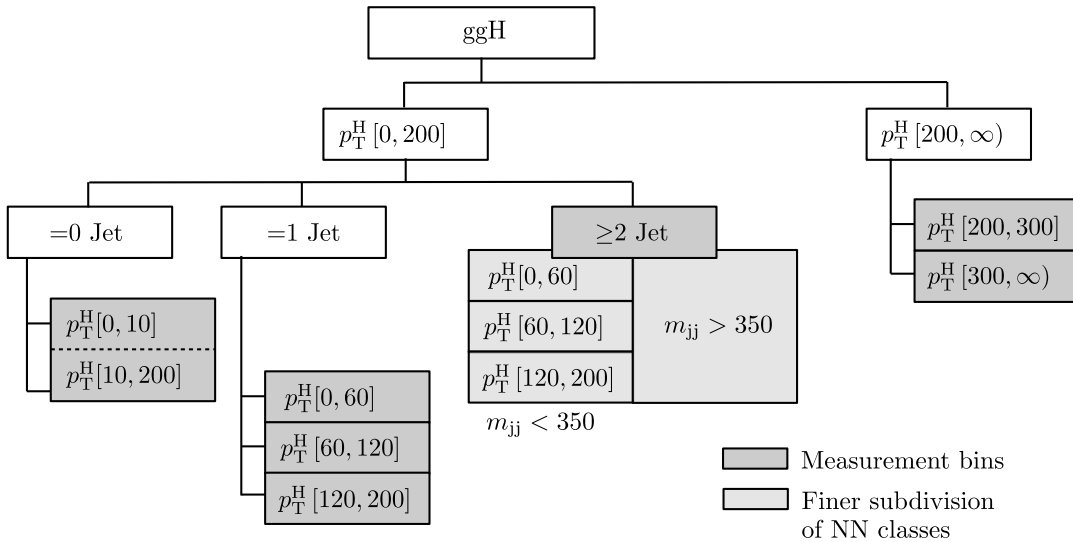 ggH
p_T^H [0, 200]
p_T^H [200, ∞)
=0 Jet
=1 Jet
≥2 Jet
p_T^H [200, 300]
p_T^H [300, ∞)
p_T^H[0, 60]
p_T^H [60, 120]
p_T^H [120, 200]
m_jj > 350
m_jj < 350
p_T^H[0, 10]
p_T^H[10, 200]
p_T^H[0, 60]
p_T^H [60, 120]
p_T^H [120, 200]
Measurement bins
Finer subdivision
of NN classes